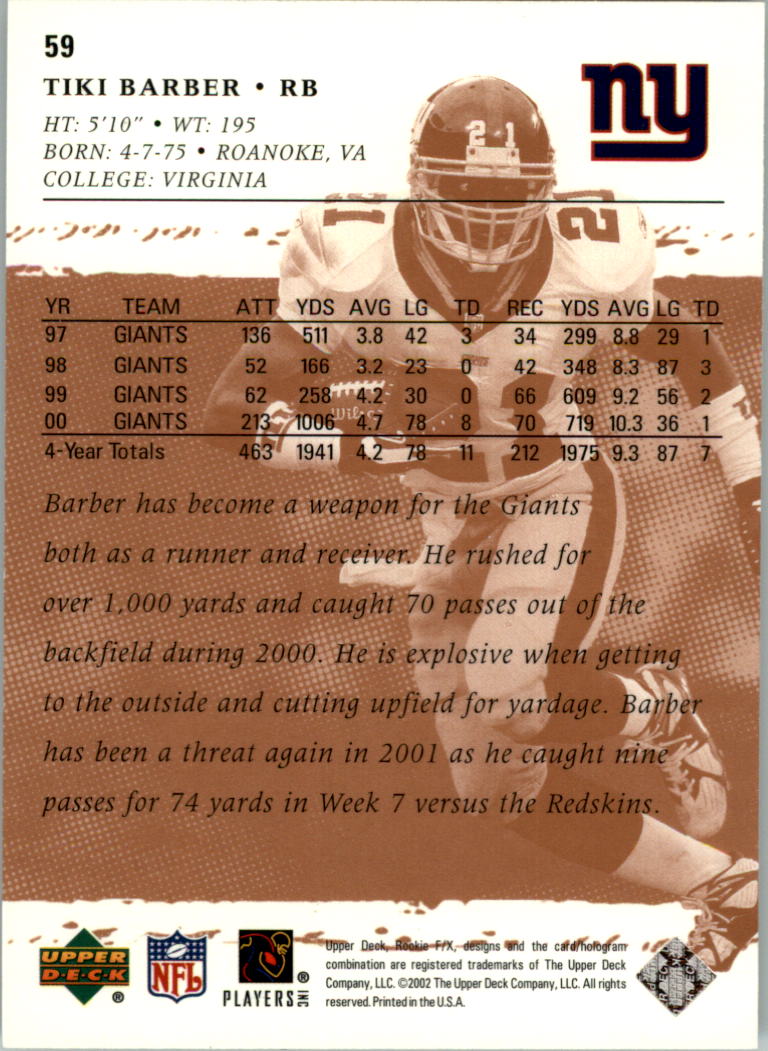 59
TIKI BARBER • RB
HT: 5'10" • WT: 195
BORN: 4-7-75 • ROANOKE, VA
COLLEGE: VIRGINIA
ny
21
21
21
YR TEAM ATT YDS AVG LG TD REC YDS AVG LG TD
97 GIANTS 136 511 3.8 42 3 34 299 8.8 29 1
98 GIANTS 52 166 3.2 23 0 42 348 8.3 87 3
99 GIANTS 62 258 4.2 30 0 66 609 9.2 56 2
00 GIANTS 213 1006 4.7 78 8 70 719 10.3 36 1
4-Year Totals 463 1941 4.2 78 11 212 1975 9.3 87 7
Barber has become a weapon for the Giants
both as a runner and receiver. He rushed for
over 1,000 yards and caught 70 passes out of the
backfield during 2000. He is explosive when getting
to the outside and cutting upfield for yardage. Barber
has been a threat again in 2001 as he caught nine
passes for 74 yards in Week 7 versus the Redskins.
UPPER
D·E·C·K
®
NFL
PLAYERS INC
®
Upper Deck, Rookie F/X, designs and the card/hologram
combination are registered trademarks of The Upper Deck
Company, LLC. ©2002 The Upper Deck Company, LLC. All rights
reserved. Printed in the U.S.A.